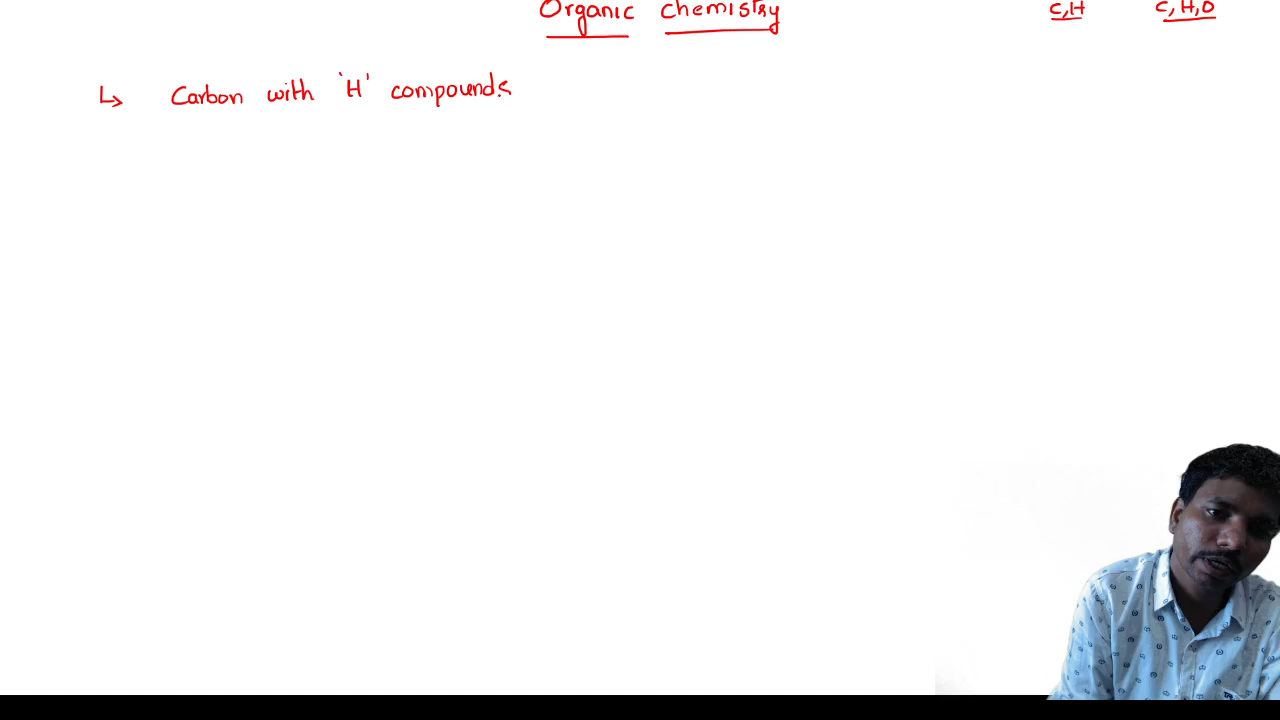 Organic chemistry C,H C,H,O
↳ Carbon with 'H' compounds